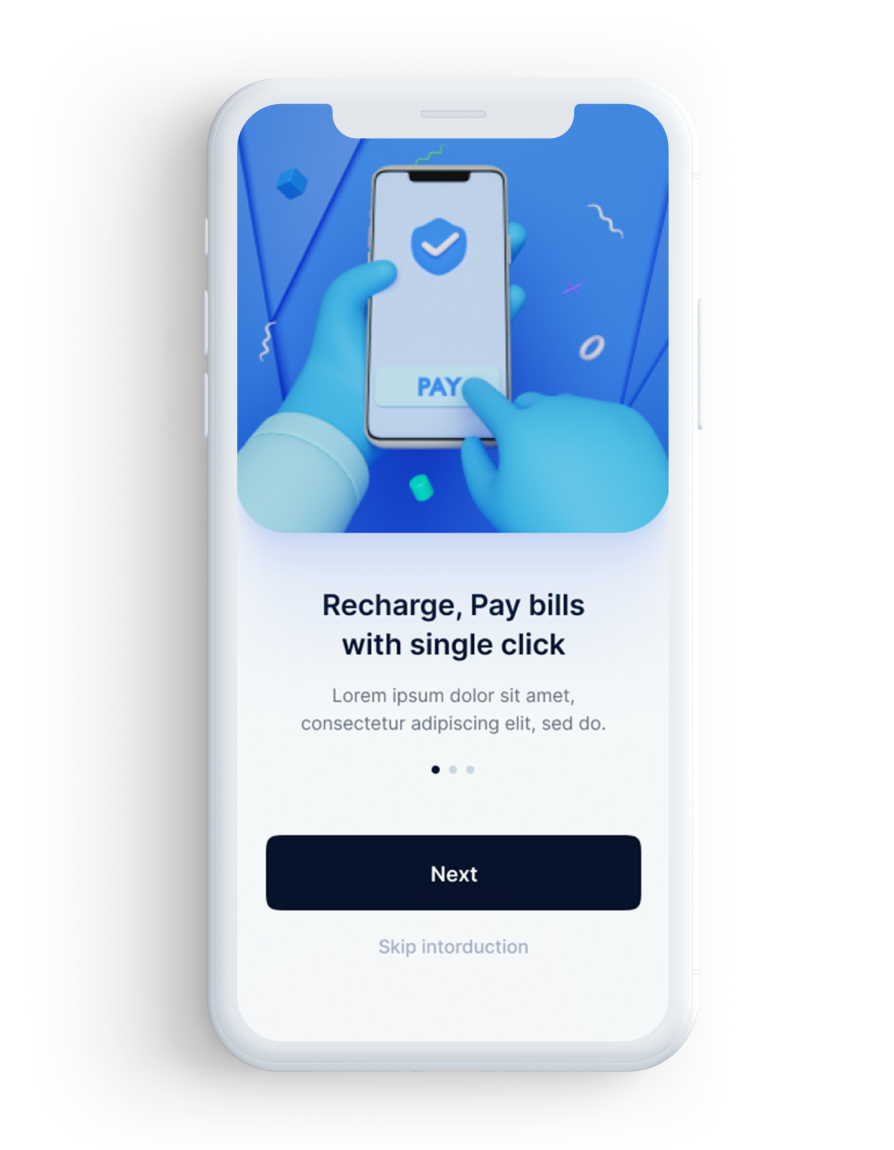 PAY
Recharge, Pay bills
with single click
Lorem ipsum dolor sit amet,
consectetur adipiscing elit, sed do.
Next
Skip intorduction